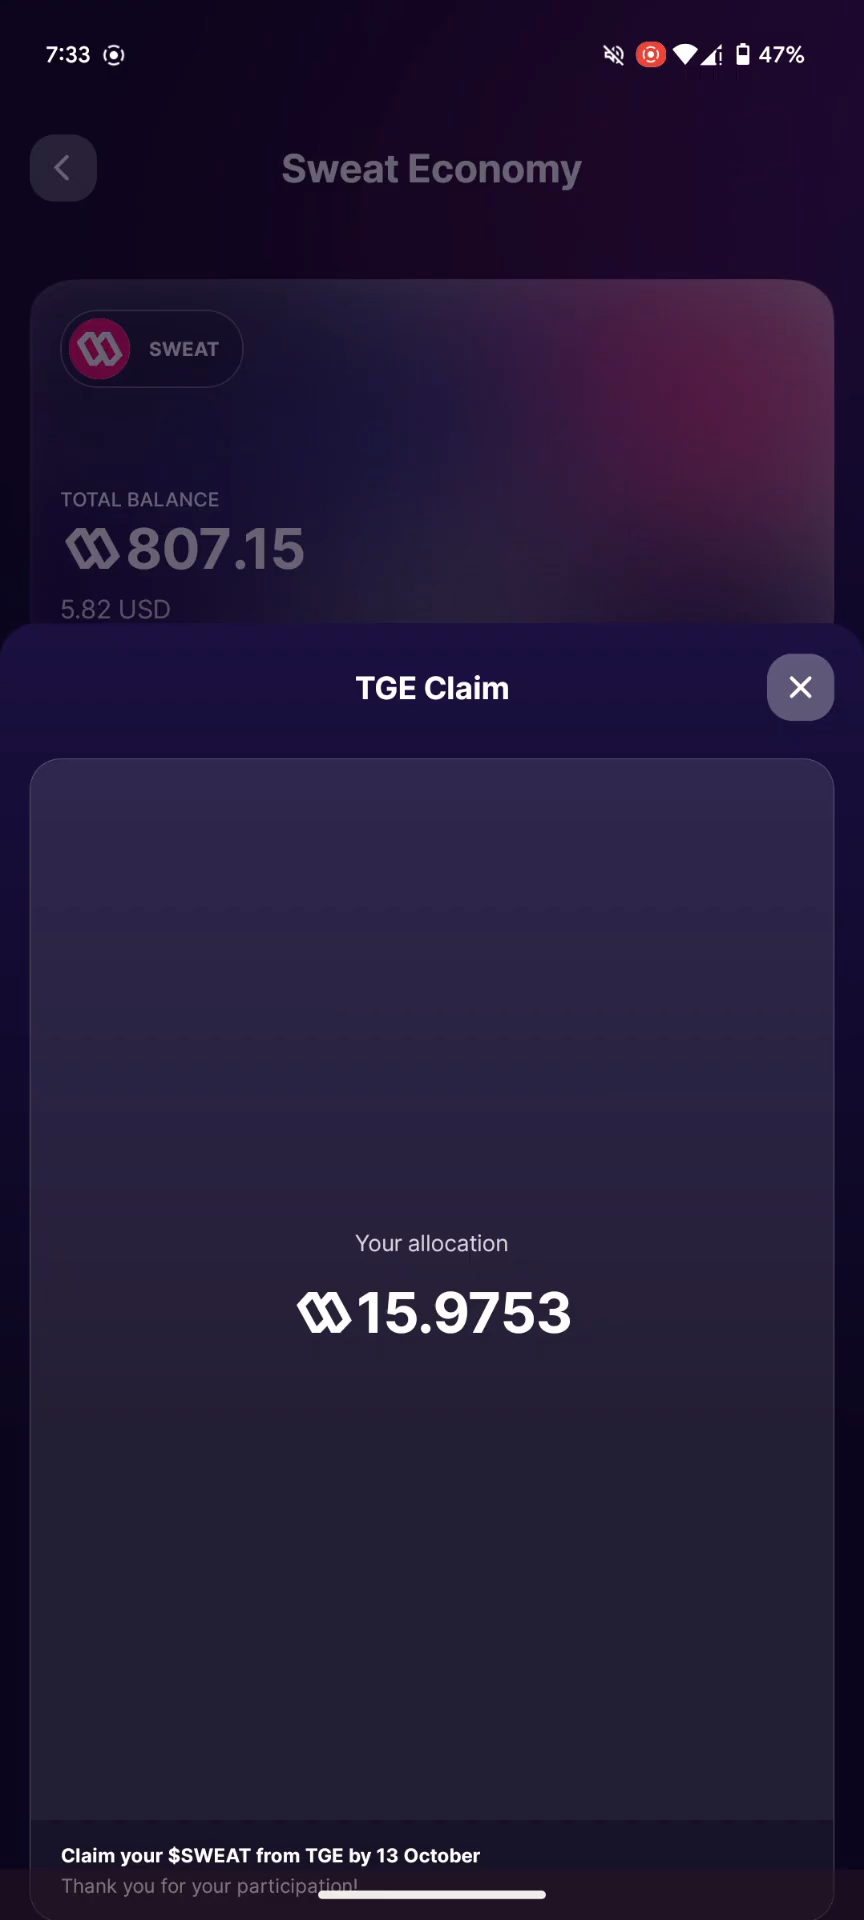 7:33
47%
Sweat Economy
SWEAT
TOTAL BALANCE
807.15
5.82 USD
TGE Claim
Your allocation
15.9753
Claim your $SWEAT from TGE by 13 October
Thank you for your participation!